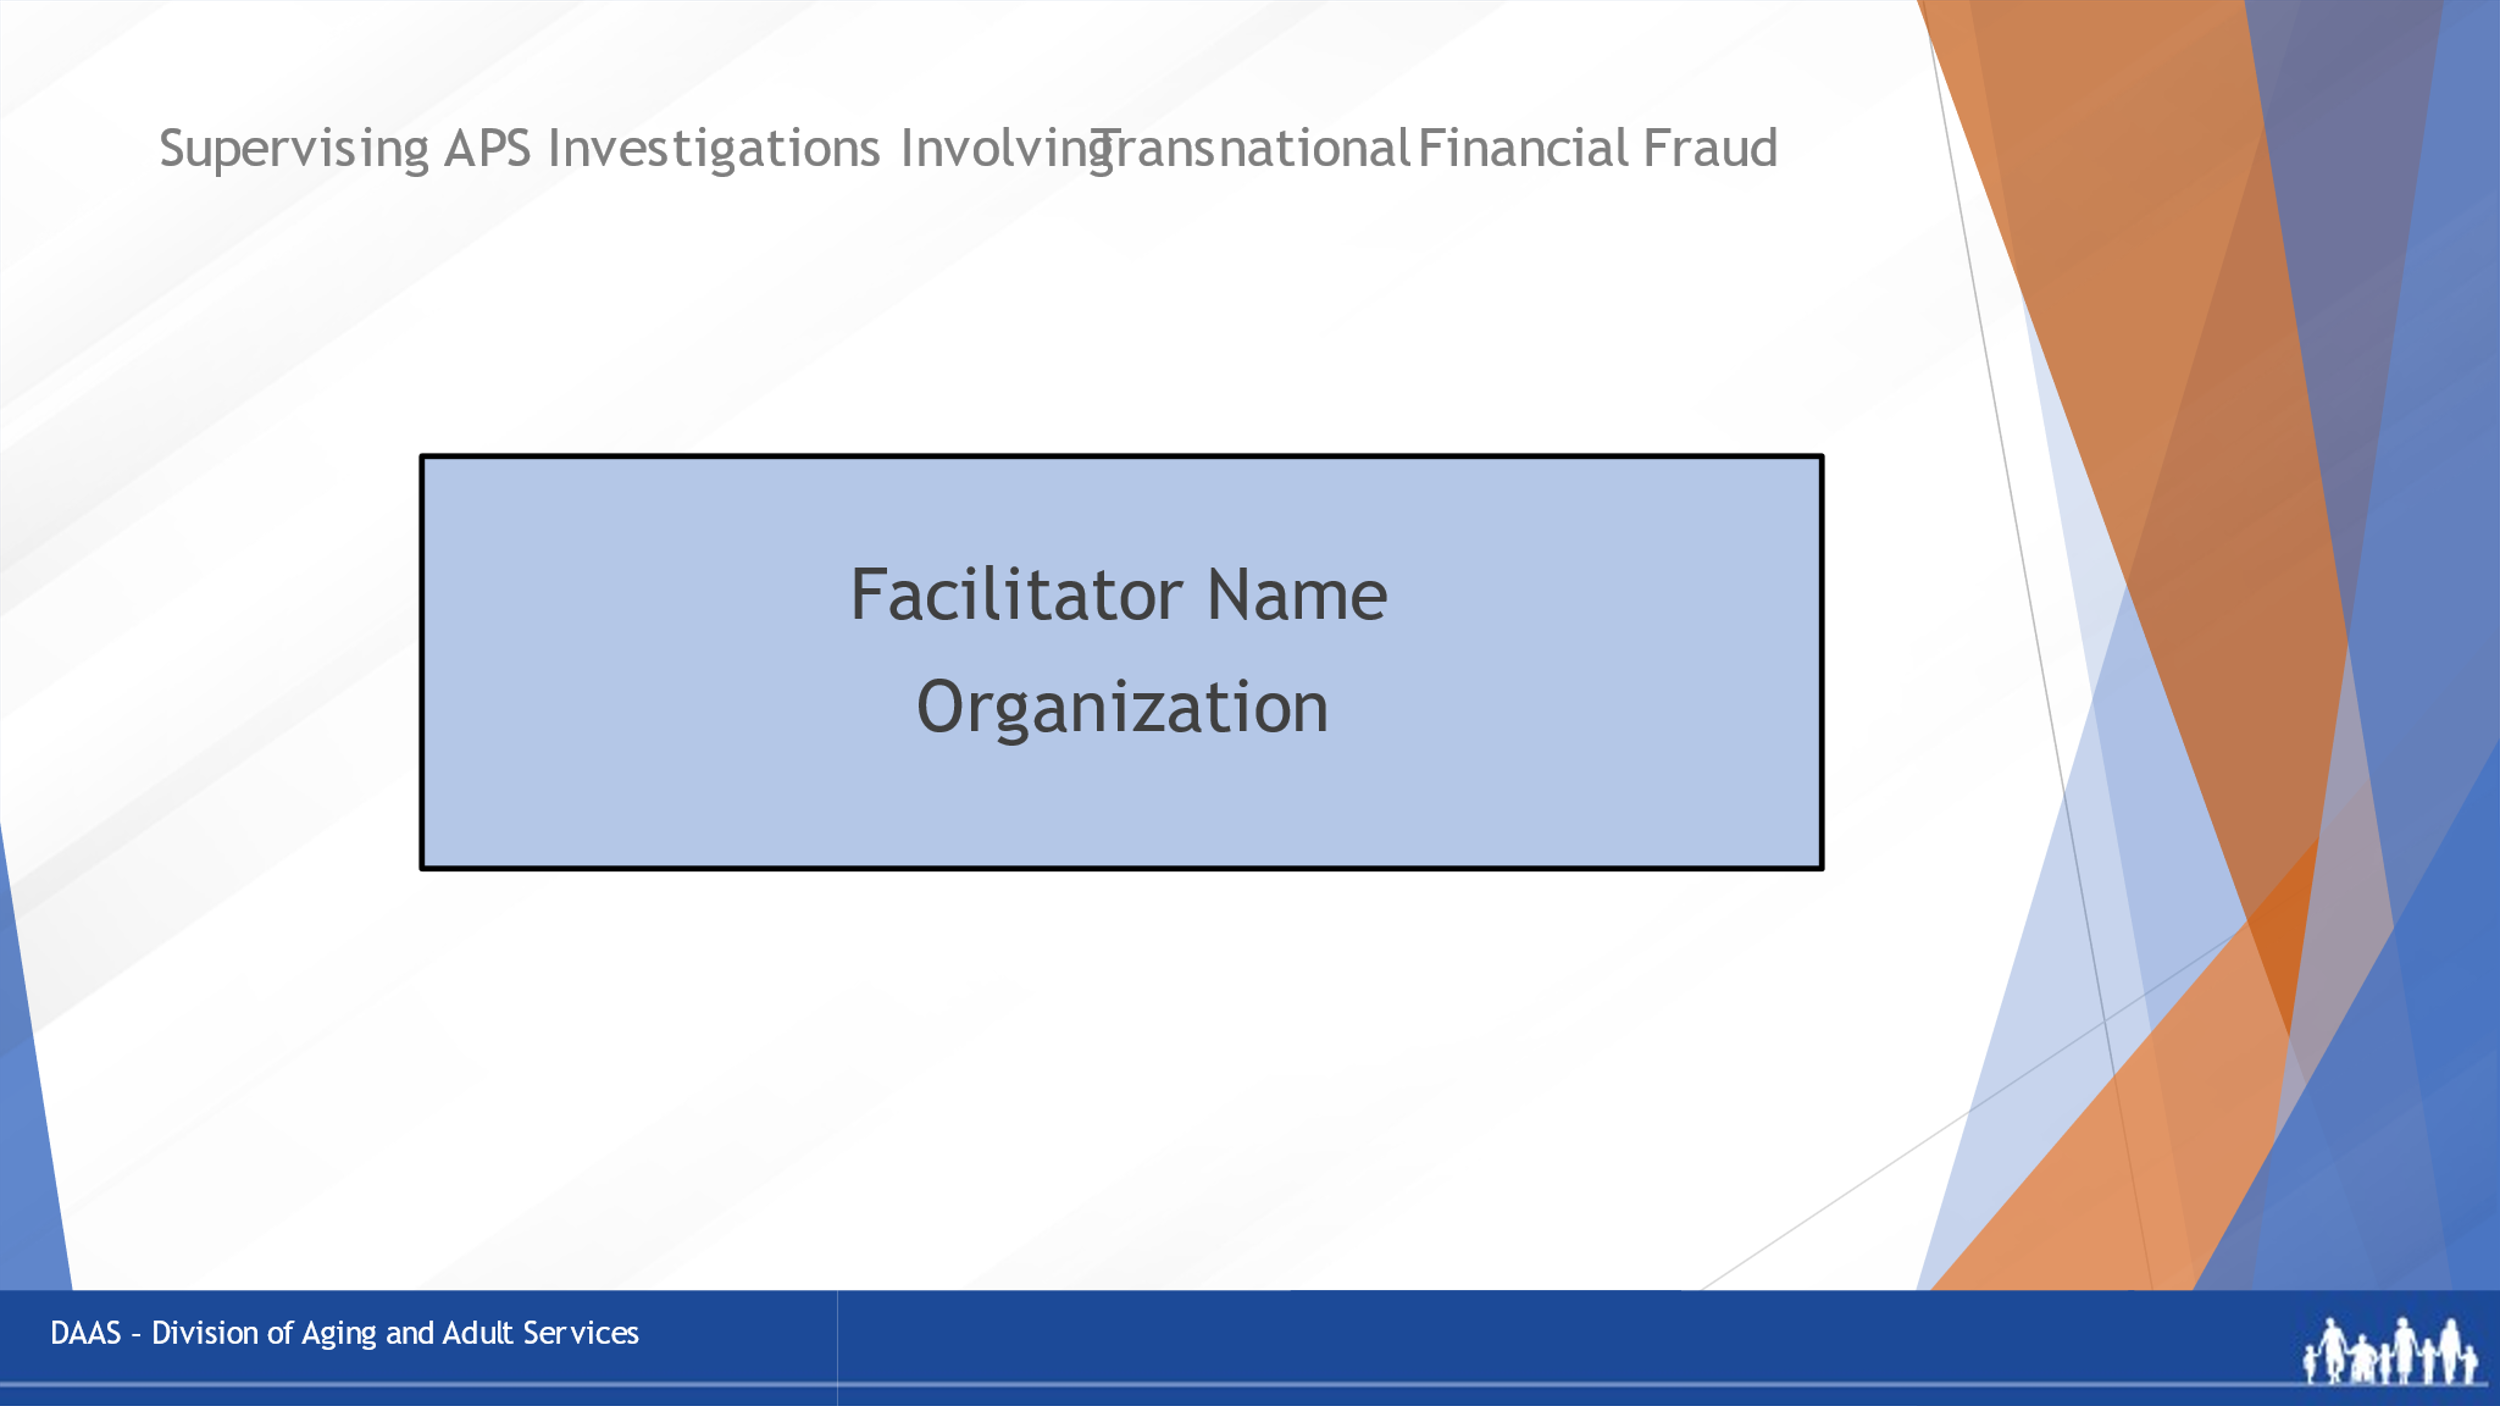 Supervising APS Investigations Involving Transnational Financial Fraud
Facilitator Name
Organization
DAAS - Division of Aging and Adult Services